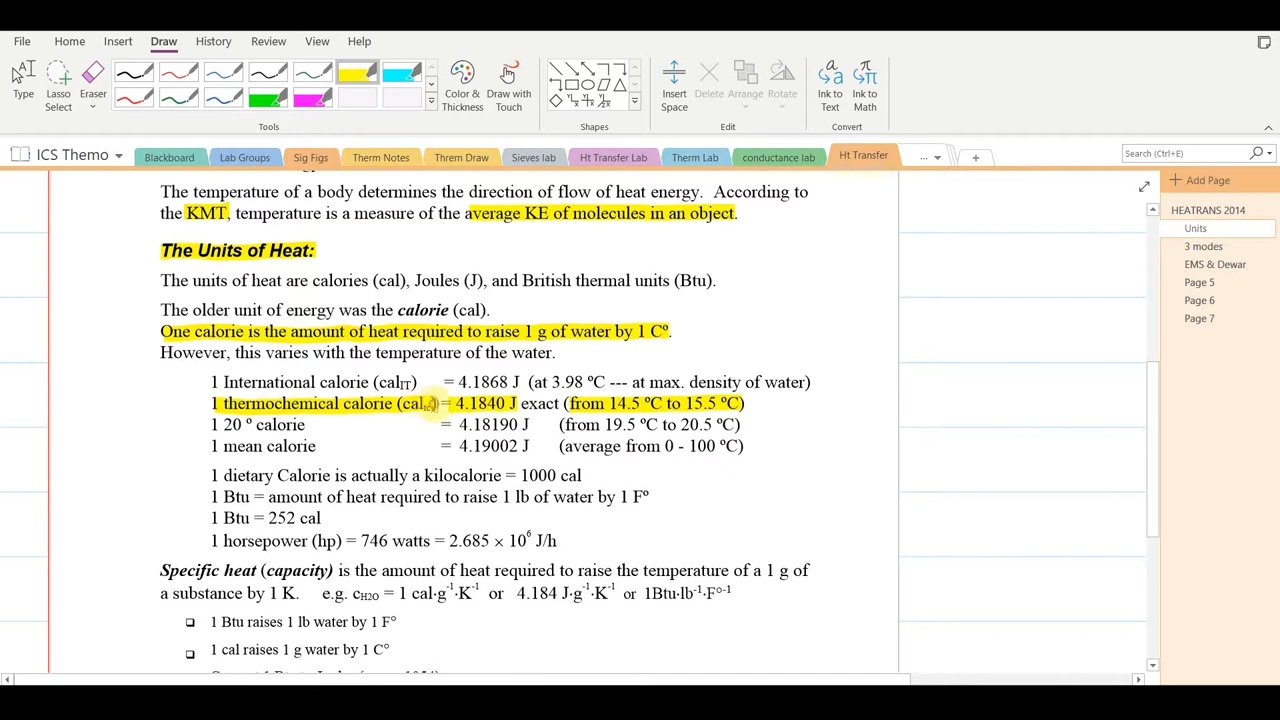 File Home Insert Draw History Review View Help
Type Lasso Select Eraser Color & Thickness Draw with Touch Insert Space Delete Arrange Rotate Ink to Text Ink to Math
Tools Shapes Edit Convert
ICS Themo Blackboard Lab Groups Sig Figs Therm Notes Threm Draw Sieves lab Ht Transfer Lab Therm Lab conductance lab Ht Transfer ... + Search (Ctrl+E)
+ Add Page
HEATRANS 2014
Units
3 modes
EMS & Dewar
Page 5
Page 6
Page 7
The temperature of a body determines the direction of flow of heat energy. According to
the KMT, temperature is a measure of the average KE of molecules in an object.
The Units of Heat:
The units of heat are calories (cal), Joules (J), and British thermal units (Btu).
The older unit of energy was the calorie (cal).
One calorie is the amount of heat required to raise 1 g of water by 1 Cº.
However, this varies with the temperature of the water.
1 International calorie (calIT) = 4.1868 J (at 3.98 ºC --- at max. density of water)
1 thermochemical calorie (cal = 4.1840 J exact (from 14.5 ºC to 15.5 ºC)
1 20 º calorie = 4.18190 J (from 19.5 ºC to 20.5 ºC)
1 mean calorie = 4.19002 J (average from 0 - 100 ºC)
1 dietary Calorie is actually a kilocalorie = 1000 cal
1 Btu = amount of heat required to raise 1 lb of water by 1 Fº
1 Btu = 252 cal
1 horsepower (hp) = 746 watts = 2.685 × 10⁶ J/h
Specific heat (capacity) is the amount of heat required to raise the temperature of a 1 g of
a substance by 1 K. e.g. cH2O = 1 cal·g⁻¹·K⁻¹ or 4.184 J·g⁻¹·K⁻¹ or 1Btu·lb⁻¹·F°⁻¹
1 Btu raises 1 lb water by 1 F°
1 cal raises 1 g water by 1 C°